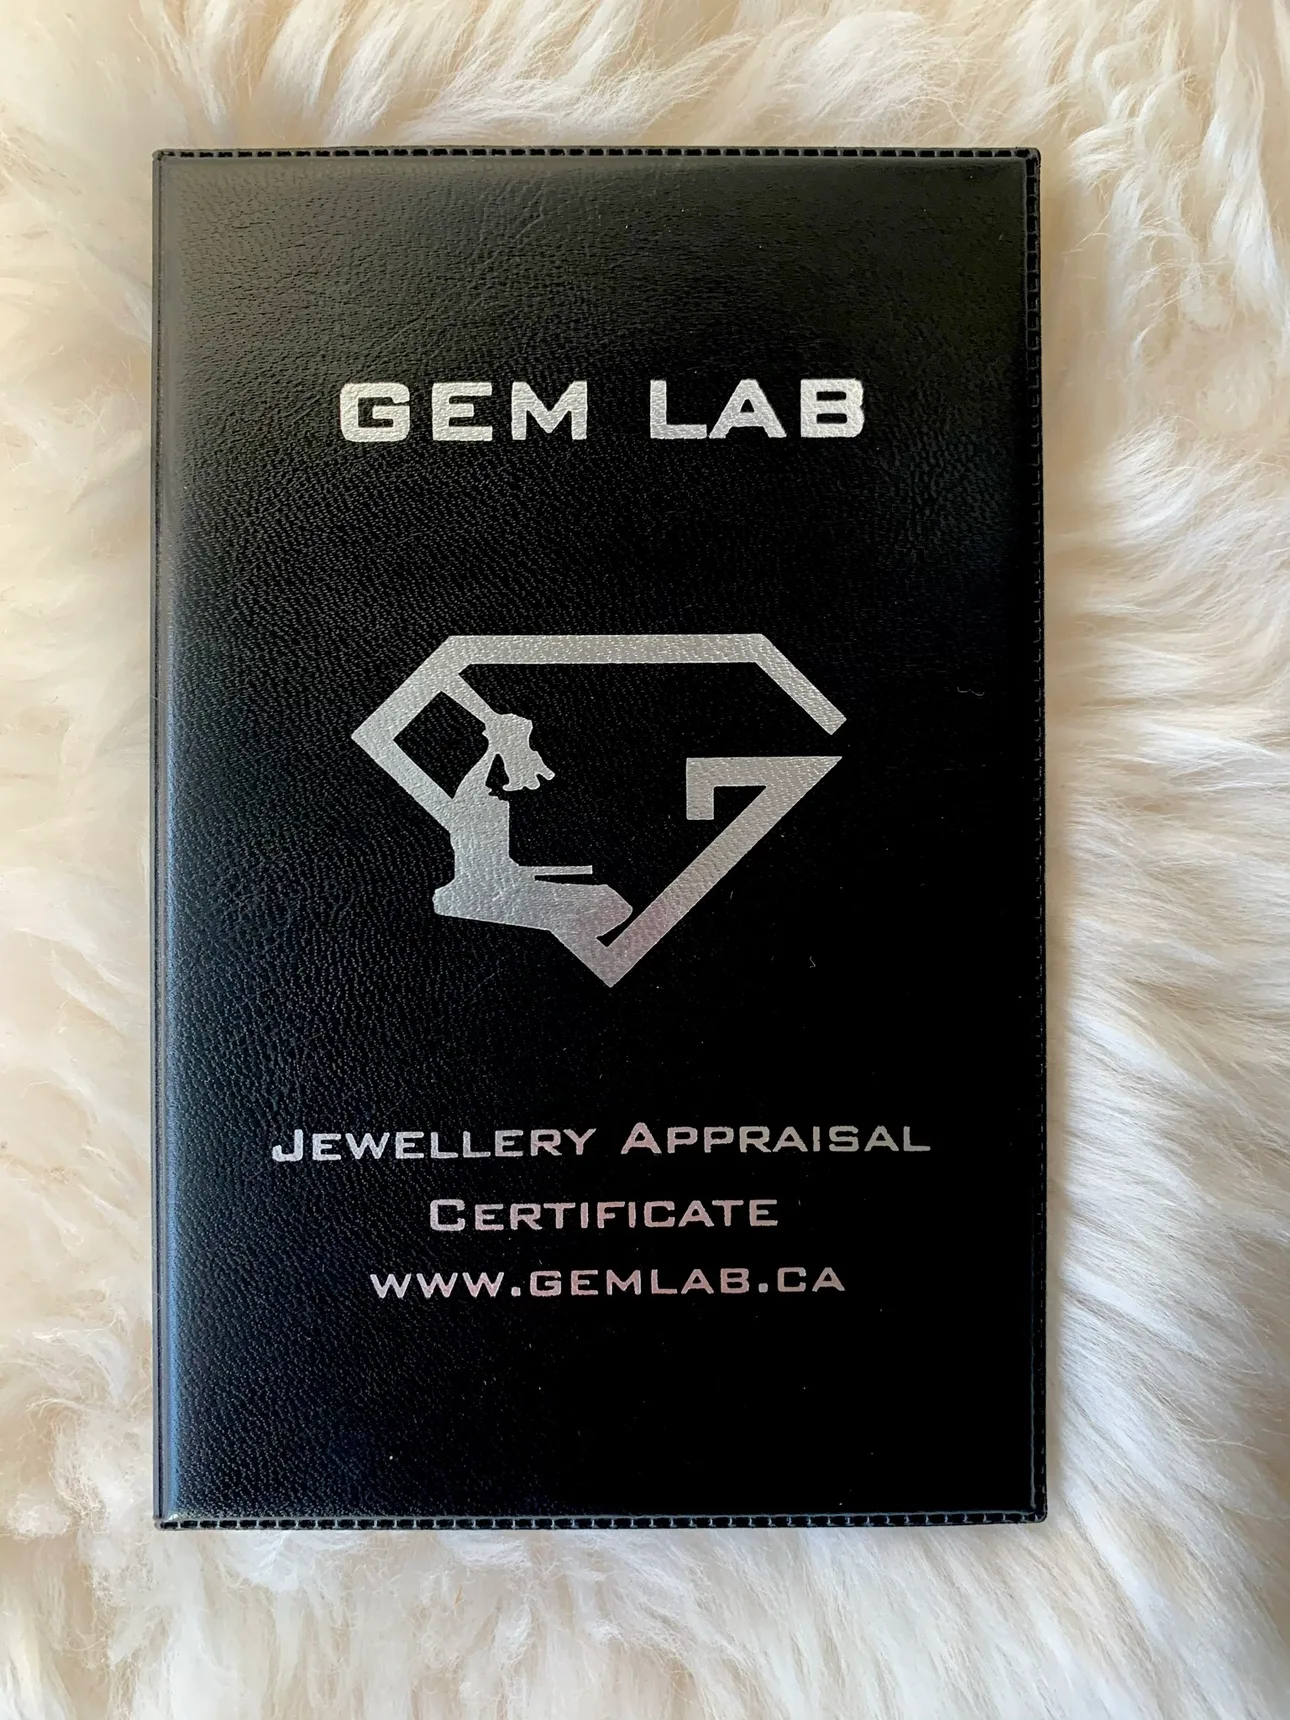 GEM LAB
JEWELLERY APPRAISAL
CERTIFICATE
WWW.GEMLAB.CA